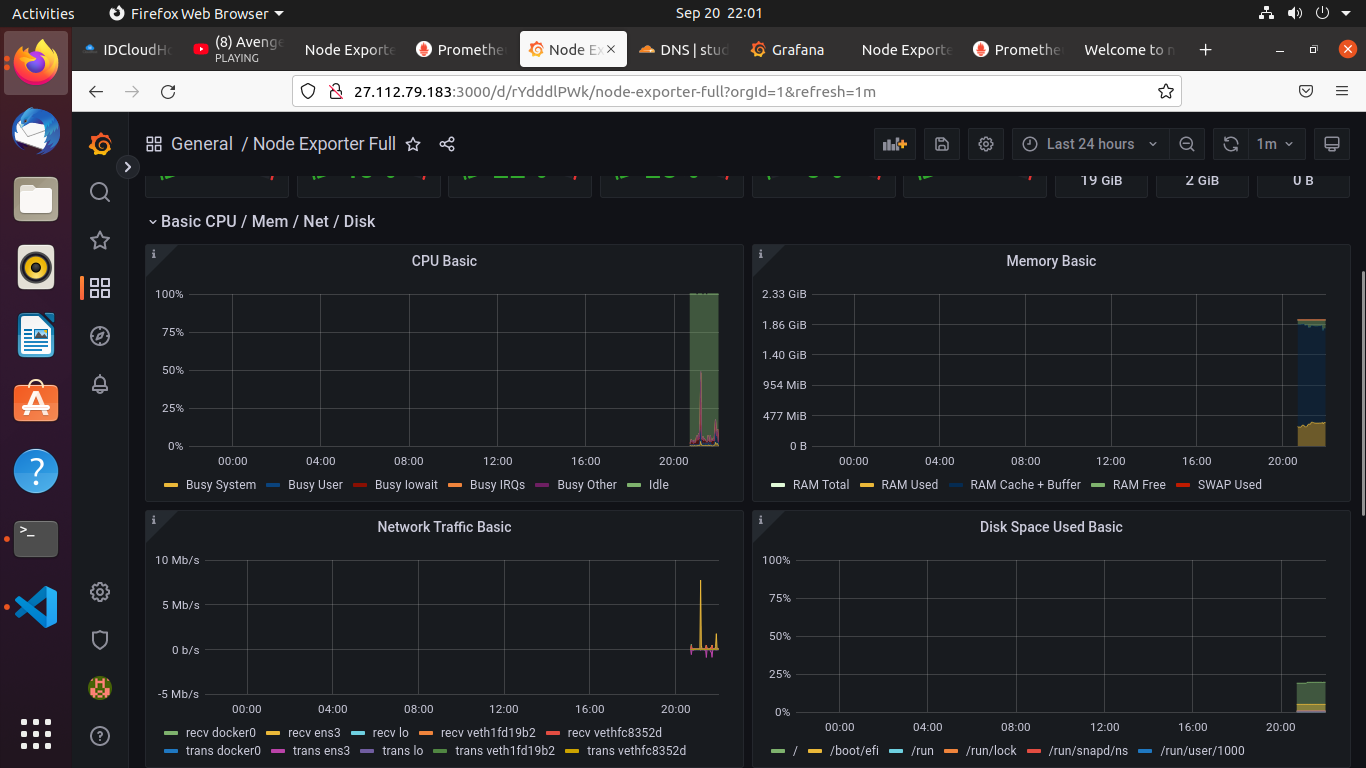 Activities Firefox Web Browser Sep 20 22:01
IDCloudHo (8) Avenge PLAYING Node Exporte Promethe Node Ex DNS | stud Grafana Node Exporte Promethe Welcome to n
27.112.79.183:3000/d/rYdddlPWk/node-exporter-full?orgId=1&refresh=1m
General / Node Exporter Full Last 24 hours 1m
19 GiB 2 GiB 0 B
Basic CPU / Mem / Net / Disk
CPU Basic
100%
75%
50%
25%
0%
00:00 04:00 08:00 12:00 16:00 20:00
Busy System Busy User Busy Iowait Busy IRQs Busy Other Idle
Memory Basic
2.33 GiB
1.86 GiB
1.40 GiB
954 MiB
477 MiB
0 B
00:00 04:00 08:00 12:00 16:00 20:00
RAM Total RAM Used RAM Cache + Buffer RAM Free SWAP Used
Network Traffic Basic
10 Mb/s
5 Mb/s
0 b/s
-5 Mb/s
00:00 04:00 08:00 12:00 16:00 20:00
recv docker0 recv ens3 recv lo recv veth1fd19b2 recv vethfc8352d
trans docker0 trans ens3 trans lo trans veth1fd19b2 trans vethfc8352d
Disk Space Used Basic
100%
75%
50%
25%
0%
00:00 04:00 08:00 12:00 16:00 20:00
/ /boot/efi /run /run/lock /run/snapd/ns /run/user/1000